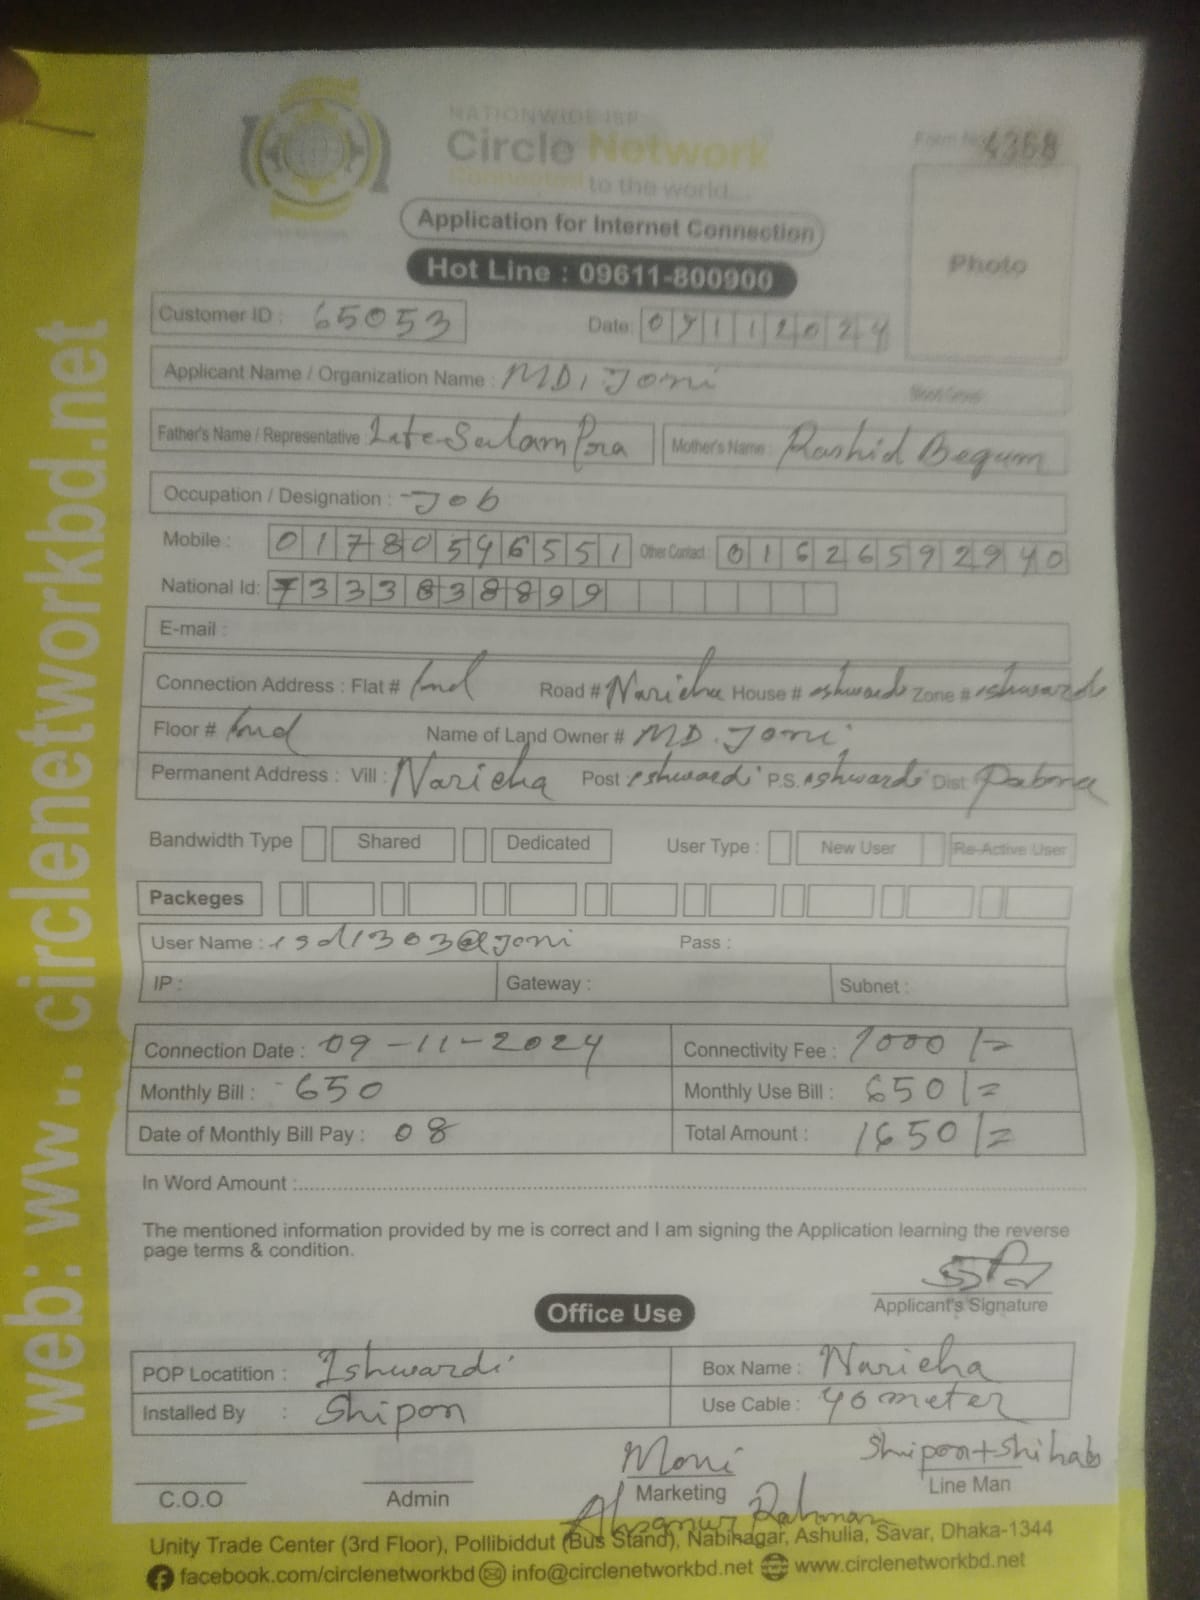 NATIONWIDE ISP
Circle Network
Connected to the world...
Form No 4368
Application for Internet Connection
Photo
Hot Line : 09611-800900
Customer ID : 65053
Date: 09112024
Applicant Name / Organization Name : MD. Joni
Blood Group
Father's Name / Representative Late-Salam Pra
Mother's Name : Rashid Begum
Occupation / Designation : Job
Mobile : 01780596551
Other Contact : 01626592940
National Id: 7333838899
E-mail :
Connection Address : Flat # Road # Naricha House # eshwardi Zone # eshwardi
Floor # Name of Land Owner # MD. Joni
Permanent Address : Vill : Naricha Post eshwardi P.S. eshwardi Dist Pabna
Bandwidth Type Shared Dedicated User Type : New User Re-Active User
Packeges
User Name : isd1303@joni Pass :
IP : Gateway : Subnet :
Connection Date : 09-11-2024 Connectivity Fee : 1000/=
Monthly Bill : 650 Monthly Use Bill : 650/=
Date of Monthly Bill Pay : 08 Total Amount : 1650/=
In Word Amount :
The mentioned information provided by me is correct and I am signing the Application learning the reverse
page terms & condition.
Applicant's Signature
Office Use
POP Locatition : Ishwardi Box Name : Naricha
Installed By : Shipon Use Cable : 40 meter
Moni Shipon+Shihab
C.O.O Admin Marketing Line Man
Rahman
Unity Trade Center (3rd Floor), Pollibiddut (Bus Stand), Nabinagar, Ashulia, Savar, Dhaka-1344
facebook.com/circlenetworkbd info@circlenetworkbd.net www.circlenetworkbd.net
web: www.circlenetworkbd.net